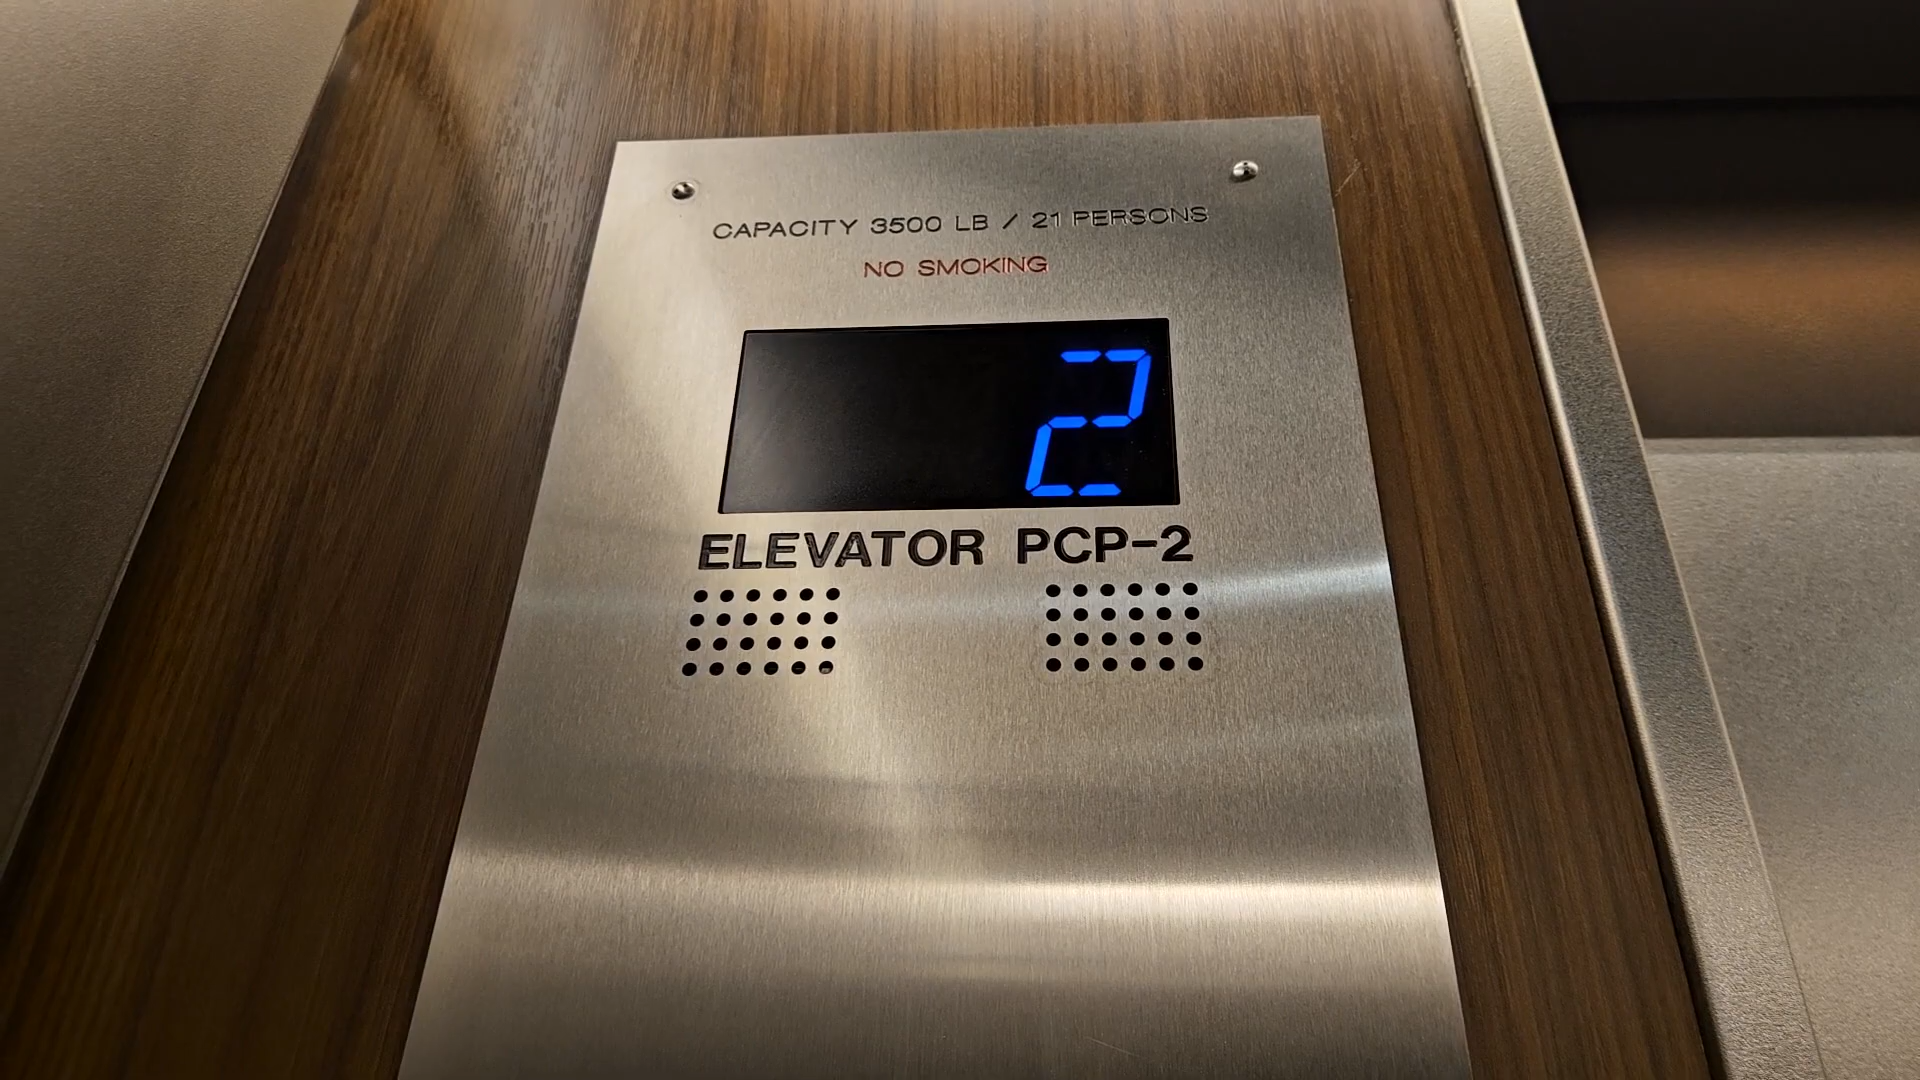 CAPACITY 3500 LB / 21 PERSONS
NO SMOKING
2
ELEVATOR PCP-2